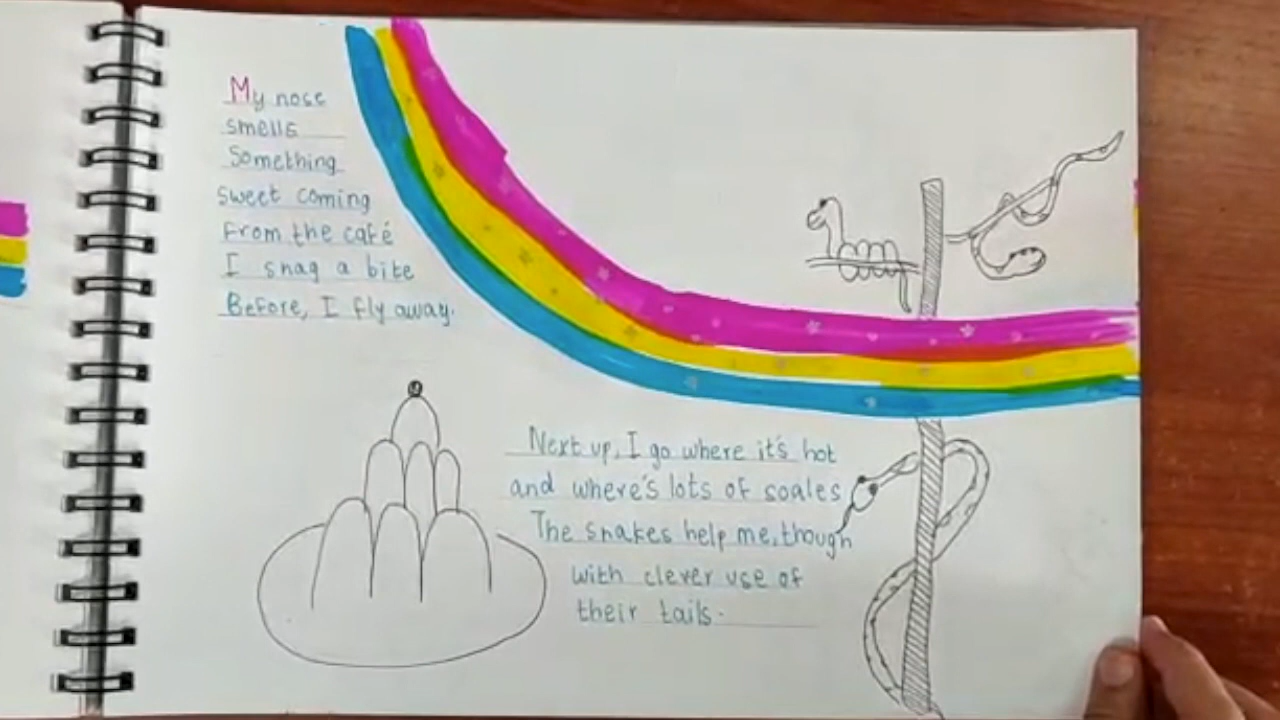 My nose
smells
Something
sweet coming
From the café
I snag a bite
Before, I fly away.
Next up, I go where it's hot
and where's lots of scales
The snakes help me, though
with clever use of
their tails.